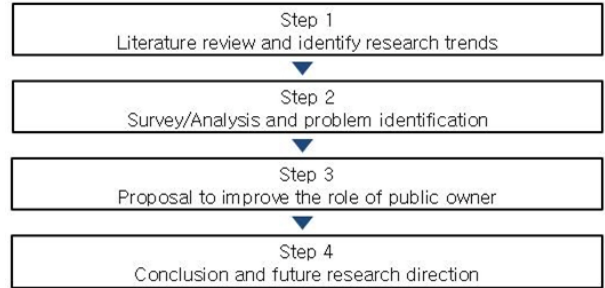 Step 1
Literature review and identify research trends
Step 2
Survey/Analysis and problem identification
Step 3
Proposal to improve the role of public owner
Step 4
Conclusion and future research direction